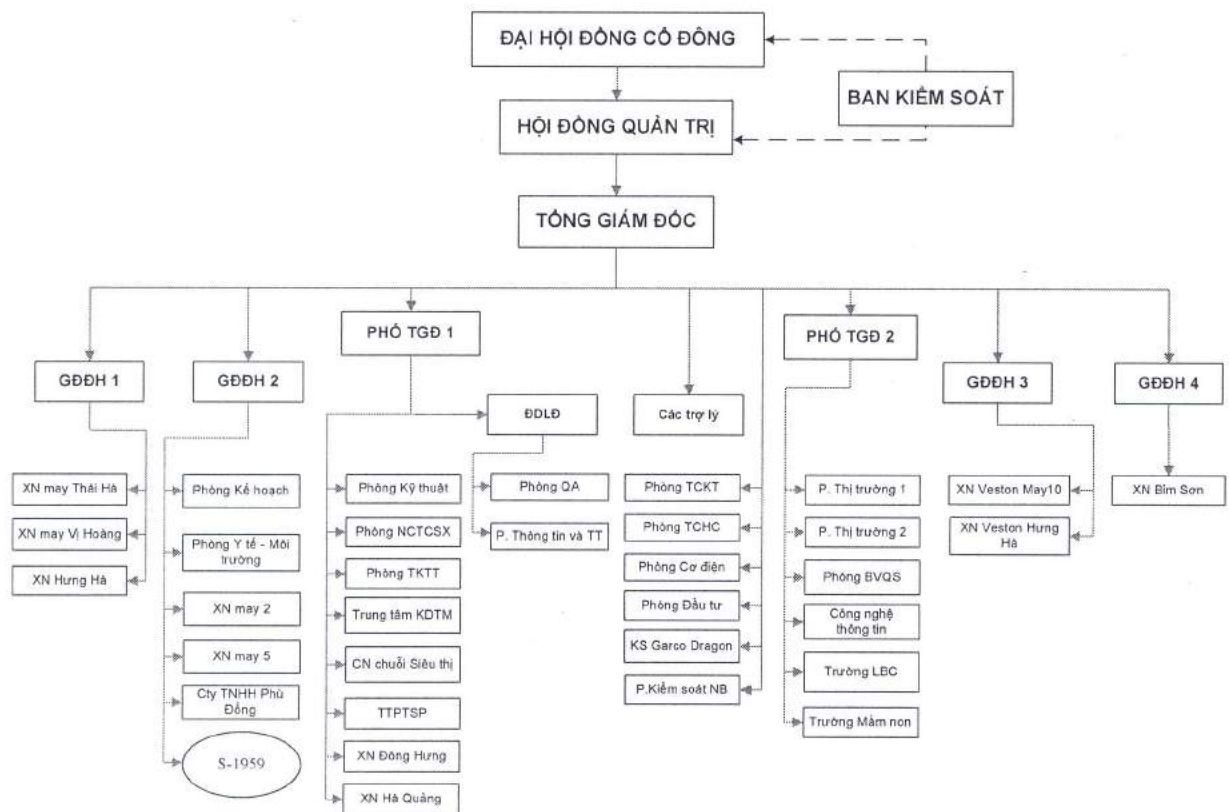 ĐẠI HỘI ĐỒNG CỔ ĐÔNG
BAN KIỂM SOÁT
HỘI ĐỒNG QUẢN TRỊ
TỔNG GIÁM ĐỐC
PHÓ TGĐ 1
PHÓ TGĐ 2
GĐĐH 1
GĐĐH 2
GĐĐH 3
GĐĐH 4
ĐDLĐ
Các trợ lý
XN may Thái Hà
XN may Vị Hoàng
XN Hưng Hà
Phòng Kế hoạch
Phòng Y tế - Môi
trường
XN may 2
XN may 5
Cty TNHH Phù
Đổng
S-1959
Phòng Kỹ thuật
Phòng NCTCSX
Phòng TKTT
Trung tâm KDTM
CN chuỗi Siêu thị
TTPTSP
XN Đông Hưng
XN Hà Quảng
Phòng QA
P. Thông tin và TT
Phòng TCKT
Phòng TCHC
Phòng Cơ điện
Phòng Đầu tư
KS Garco Dragon
P.Kiểm soát NB
P. Thị trường 1
P. Thị trường 2
Phòng BVQS
Công nghệ
thông tin
Trường LBC
Trường Mầm non
XN Veston May10
XN Veston Hưng
Hà
XN Bỉm Sơn